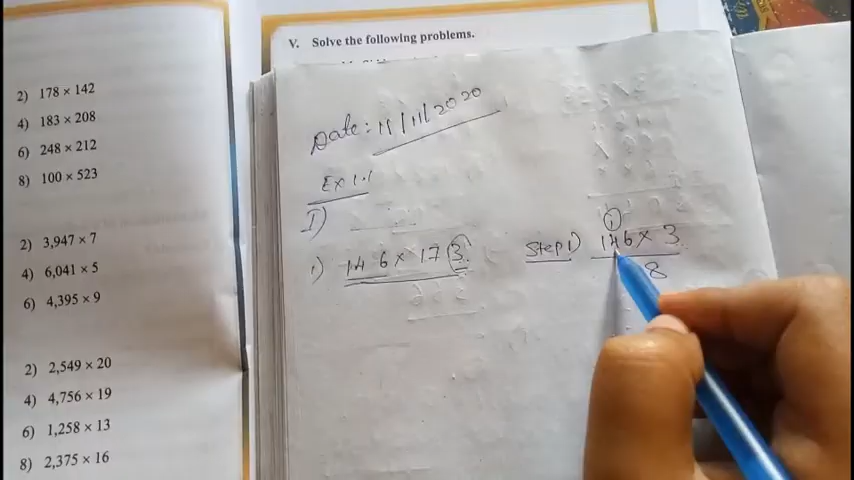 2) 178 × 142
4) 183 × 208
6) 248 × 212
8) 100 × 523
2) 3,947 × 7
4) 6,041 × 5
6) 4,395 × 9
2) 2,549 × 20
4) 4,756 × 19
6) 1,258 × 13
8) 2,375 × 16
V. Solve the following problems.
Date: 11/11/2020
Ex 1.1
I)
1) 146 × 173
Step 1) 146 × 3
1
8